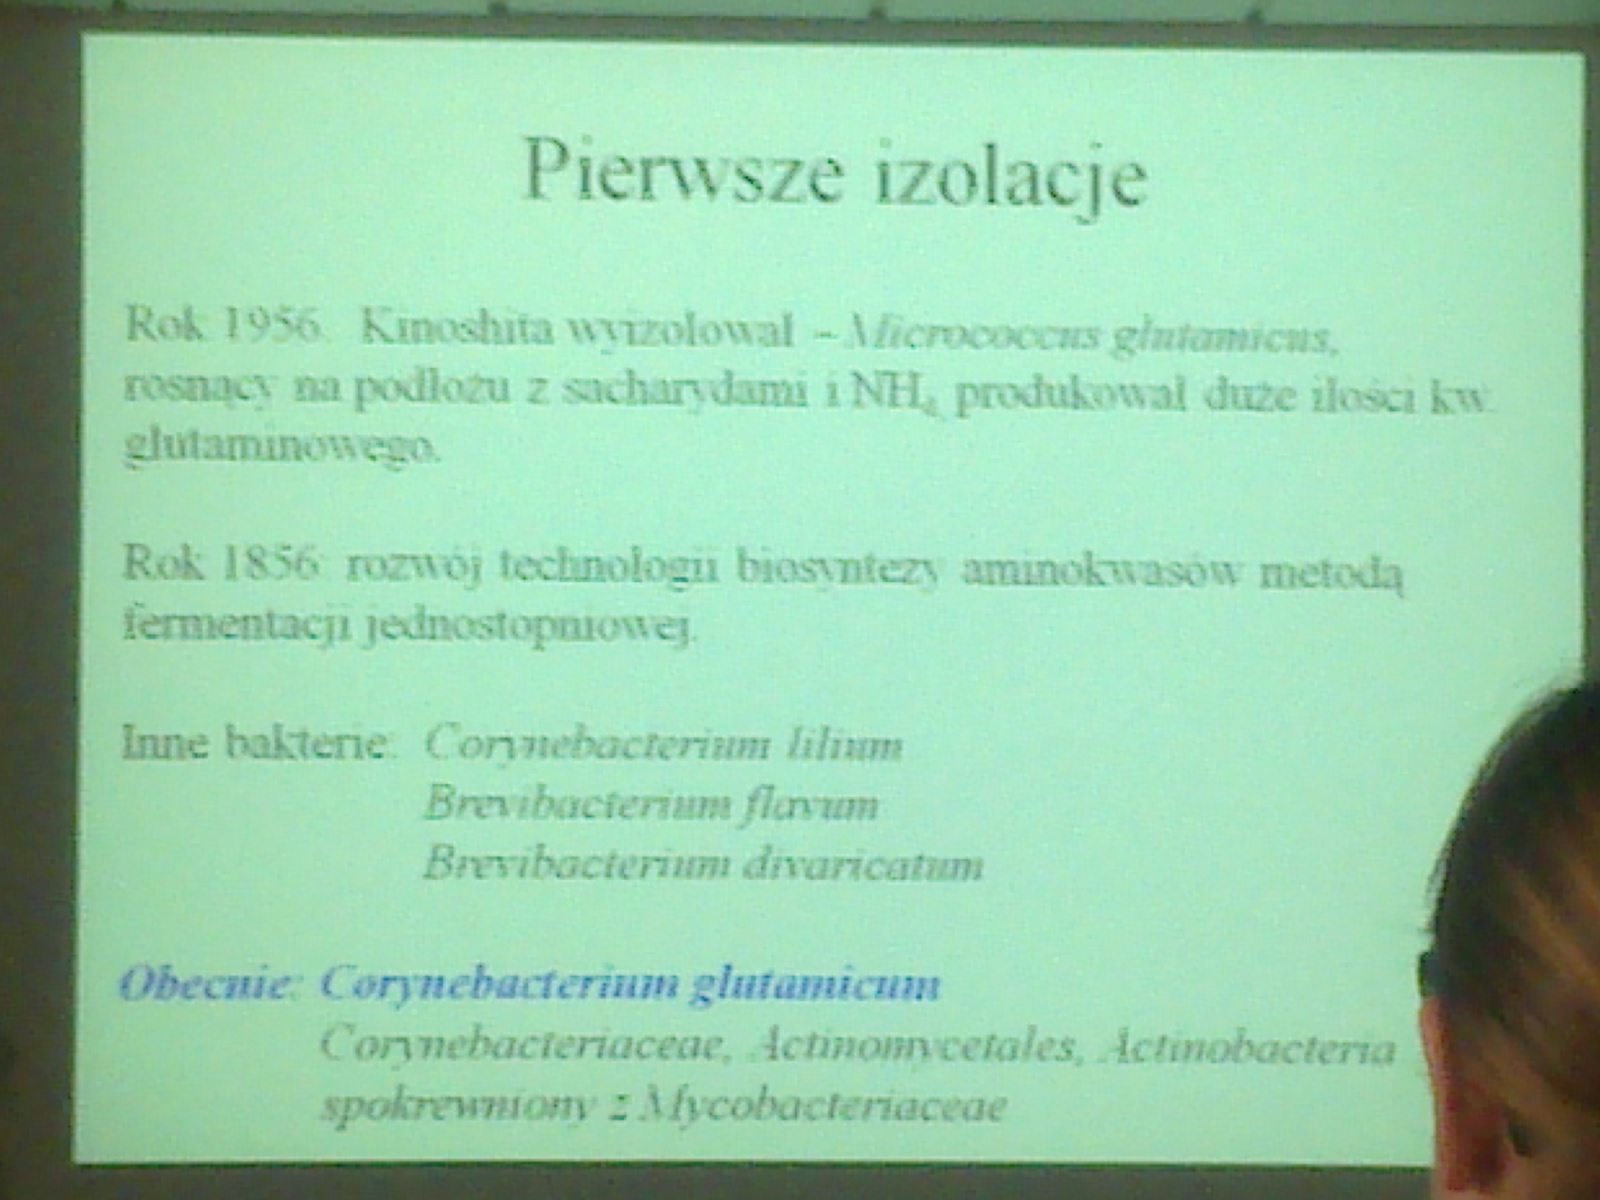 Pierwsze izolacje
Rok 1956. Kinoshita wyizolował – Micrococcus glutamicus,
rosnący na podłożu z sacharydami i NH₄ produkował duże ilości kw.
glutaminowego.
Rok 1856: rozwój technologii biosyntezy aminokwasów metodą
fermentacji jednostopniowej.
Inne bakterie: Corynebacterium lilium
Brevibacterium flavum
Brevibacterium divaricatum
Obecnie: Corynebacterium glutamicum
Corynebacteriaceae, Actinomycetales, Actinobacteria
spokrewniony z Mycobacteriaceae